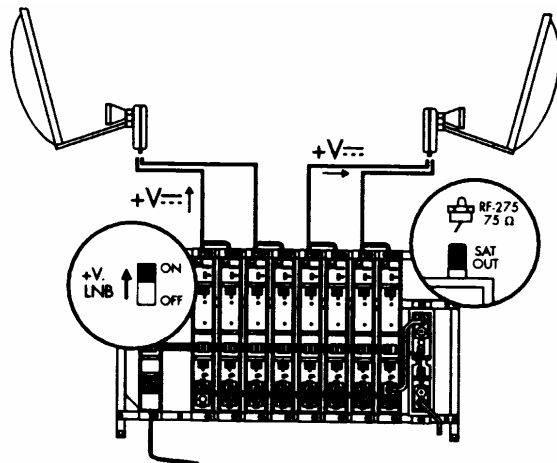 +V⎓
+V⎓
RF-275
75 Ω
SAT
OUT
+V.
LNB
ON
OFF